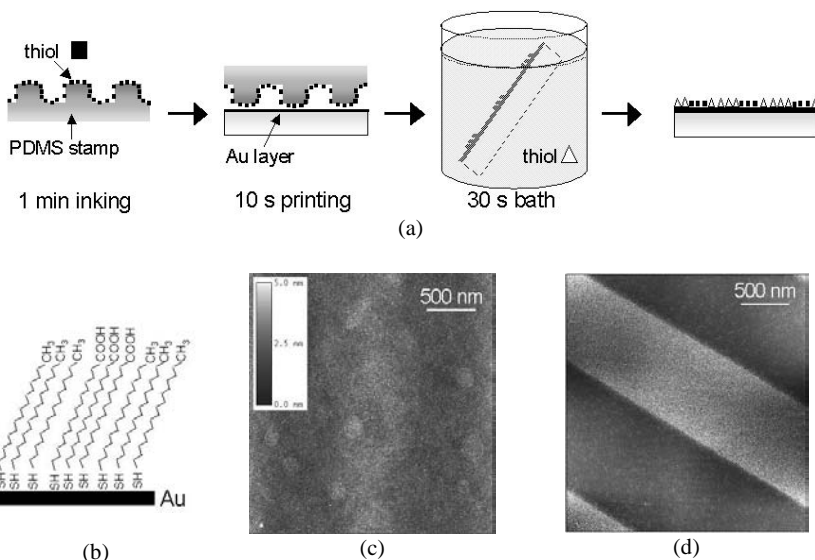 thiol
PDMS stamp
Au layer
thiol
1 min inking
10 s printing
30 s bath
(a)
CH3
CH3
CH3
COOH
COOH
COOH
CH3
CH3
CH3
SH
SH
SH
SH
SH
SH
SH
SH
SH
Au
(b)
5.0 nm
2.5 nm
0.0 nm
500 nm
(c)
500 nm
(d)